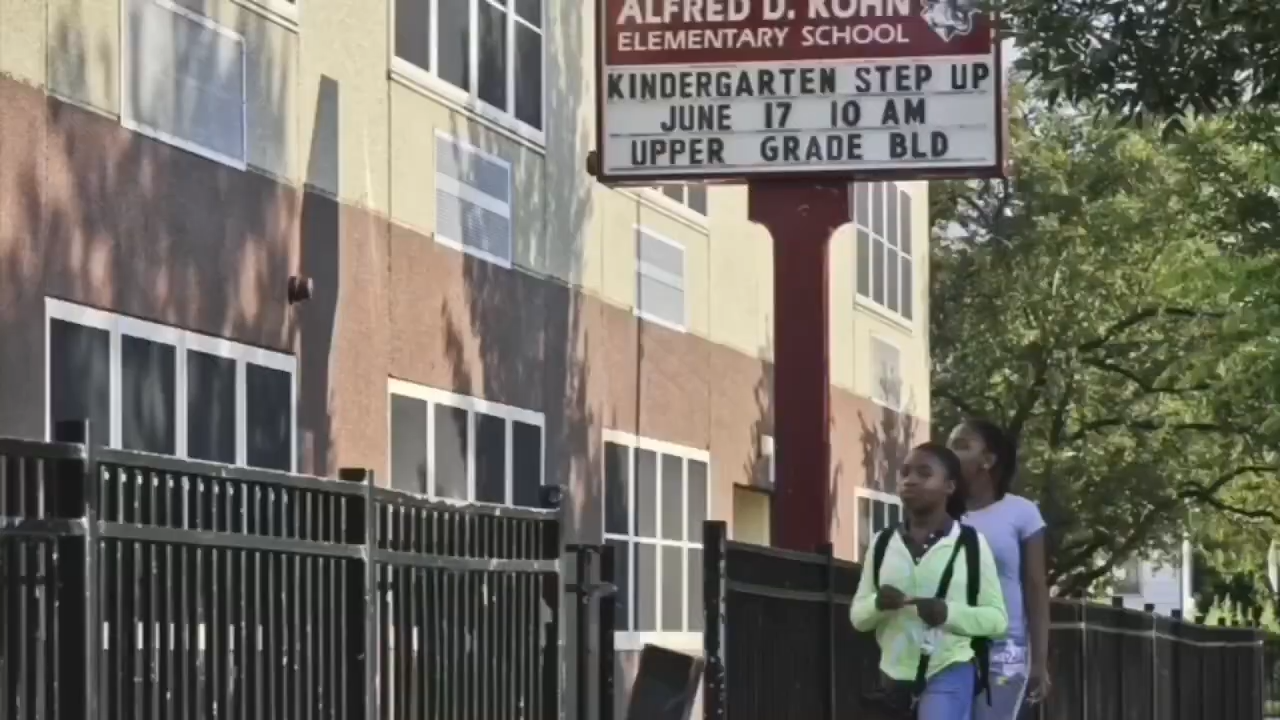 ALFRED D. KOHN
ELEMENTARY SCHOOL
KINDERGARTEN STEP UP
JUNE 17 10 AM
UPPER GRADE BLD